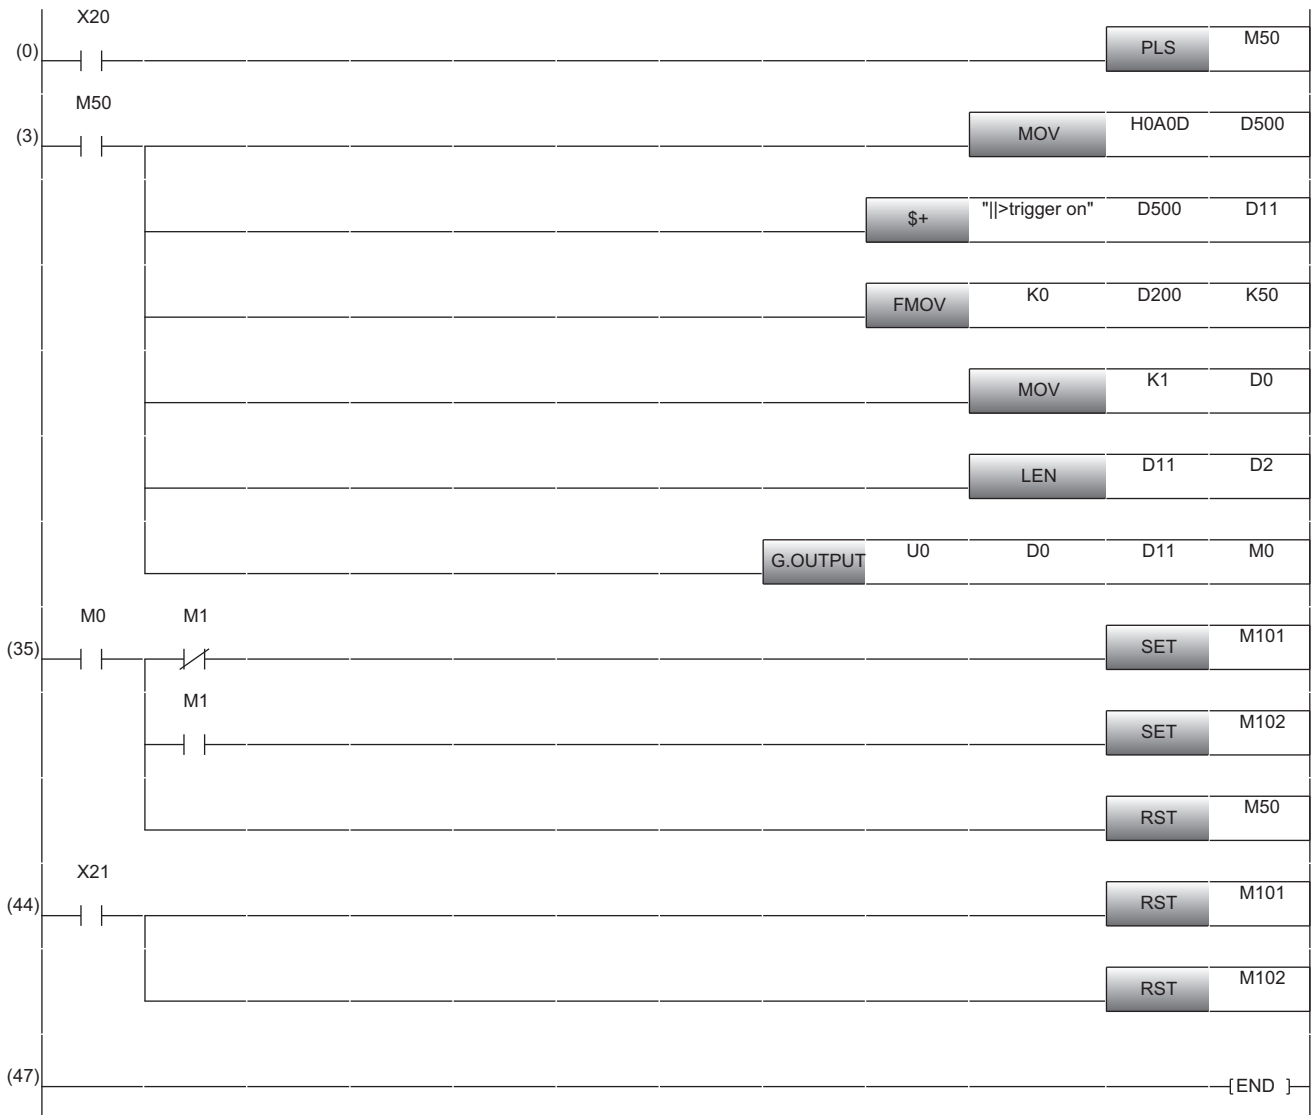 X20
(0) PLS M50
M50
(3) MOV H0A0D D500
$+ "||>trigger on" D500 D11
FMOV K0 D200 K50
MOV K1 D0
LEN D11 D2
G.OUTPUT U0 D0 D11 M0
M0 M1
(35) SET M101
M1
SET M102
RST M50
X21
(44) RST M101
RST M102
(47) [END ]